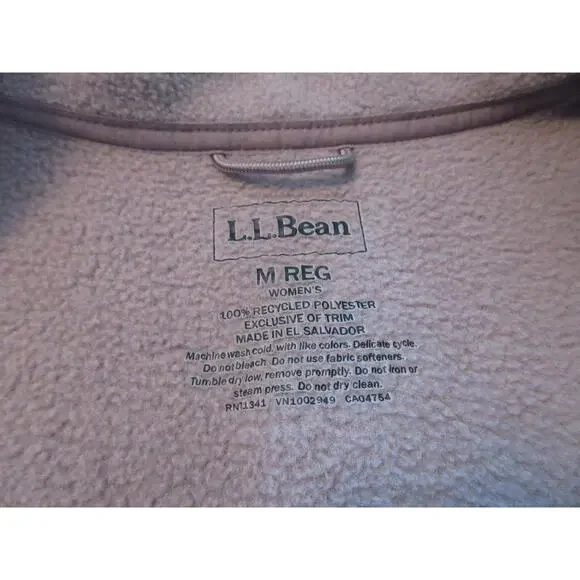 L.L.Bean
M REG
WOMEN'S
100% RECYCLED POLYESTER
EXCLUSIVE OF TRIM
MADE IN EL SALVADOR
Machine wash cold, with like colors. Delicate cycle.
Do not bleach. Do not use fabric softeners.
Tumble dry low, remove promptly. Do not iron or
steam press. Do not dry clean.
RN71341 VN1002949 CA04754